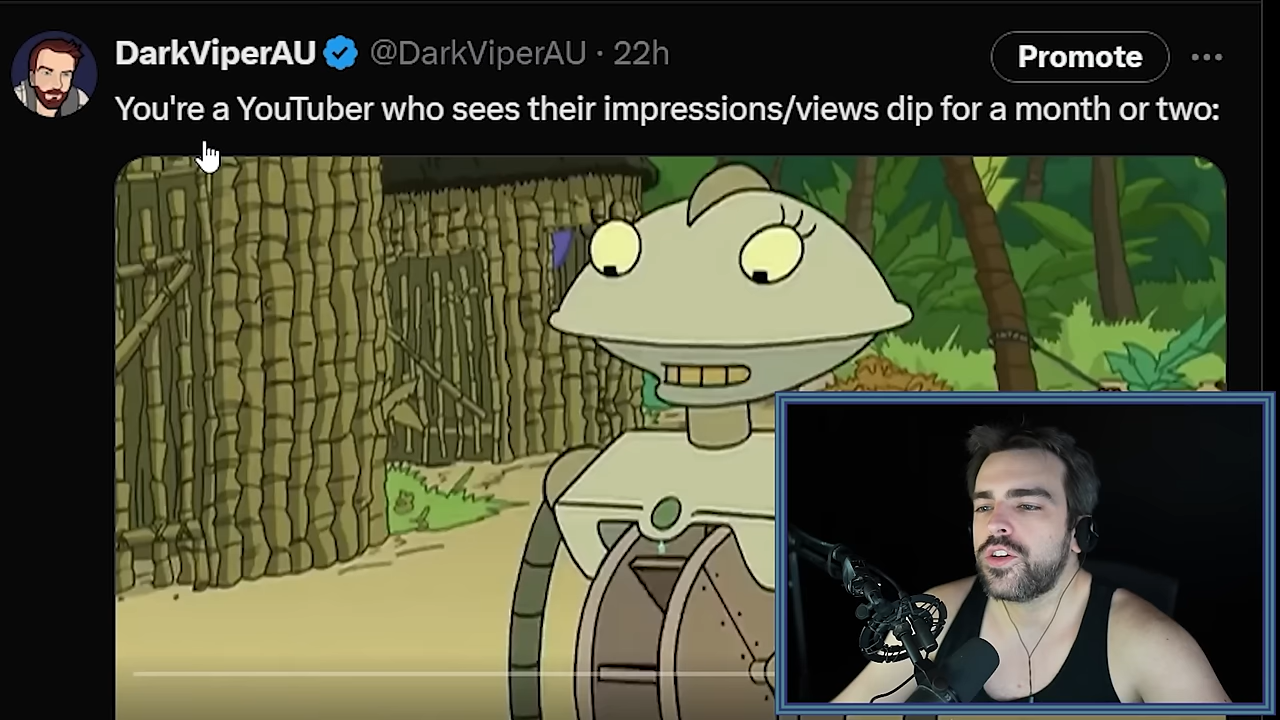 DarkViperAU @DarkViperAU · 22h
Promote
You're a YouTuber who sees their impressions/views dip for a month or two: